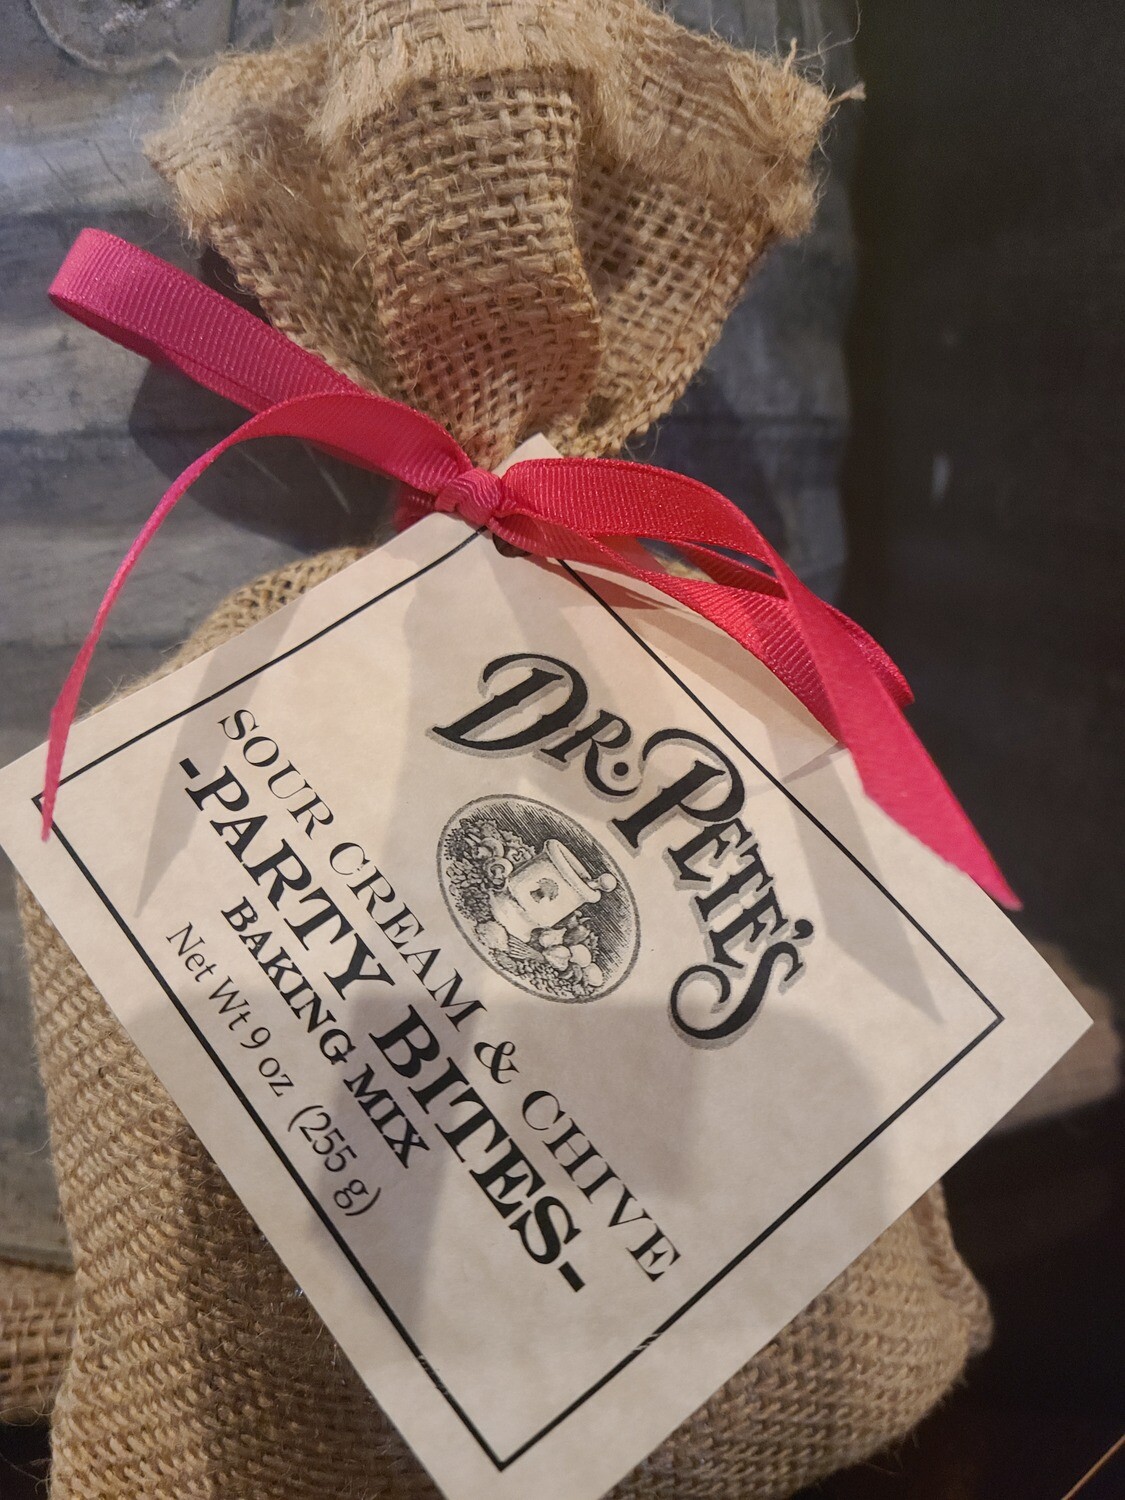 DR. PETE'S
SOUR CREAM & CHIVE
-PARTY BITES-
BAKING MIX
Net Wt 9 oz (255 g)